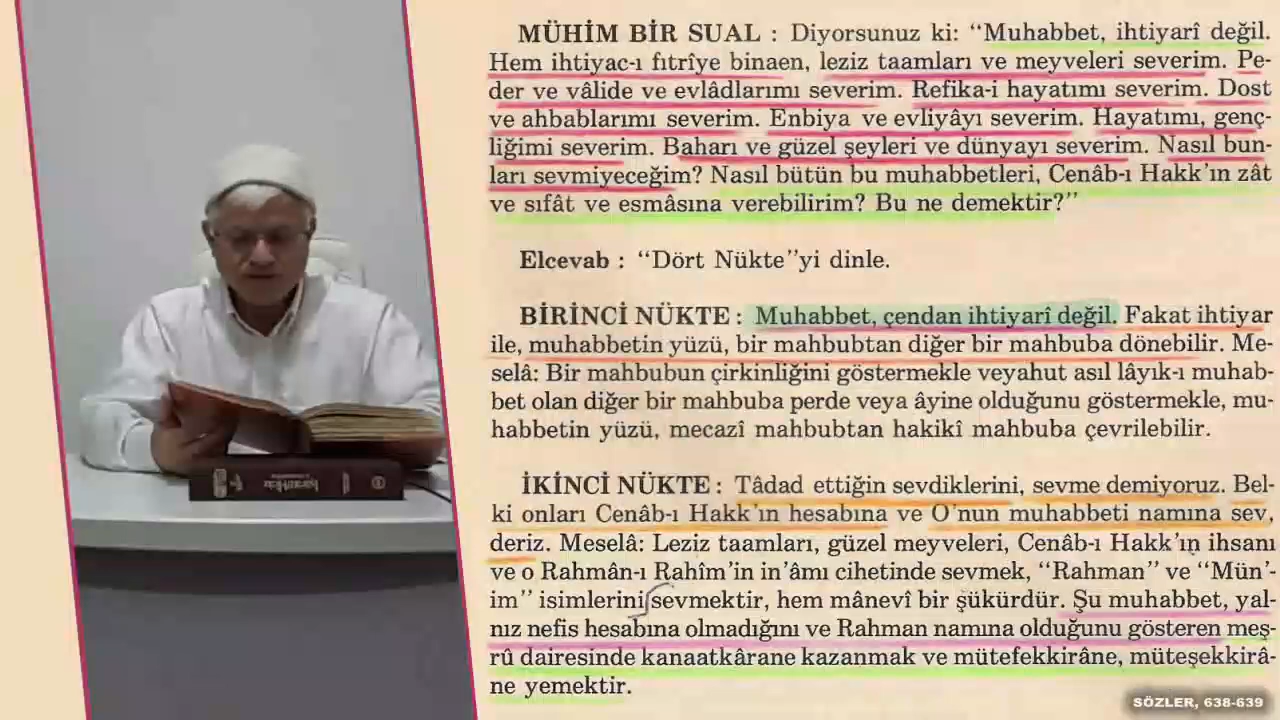 MÜHİM BİR SUAL : Diyorsunuz ki: “Muhabbet, ihtiyarî değil.
Hem ihtiyac-ı fıtrîye binaen, leziz taamları ve meyveleri severim. Pe-
der ve vâlide ve evlâdlarımı severim. Refika-i hayatımı severim. Dost
ve ahbablarımı severim. Enbiya ve evliyâyı severim. Hayatımı, genç-
liğimi severim. Baharı ve güzel şeyleri ve dünyayı severim. Nasıl bun-
ları sevmiyeceğim? Nasıl bütün bu muhabbetleri, Cenâb-ı Hakk’ın zât
ve sıfât ve esmâsına verebilirim? Bu ne demektir?”
Elcevab : “Dört Nükte”yi dinle.
BİRİNCİ NÜKTE : Muhabbet, çendan ihtiyarî değil. Fakat ihtiyar
ile, muhabbetin yüzü, bir mahbubtan diğer bir mahbuba dönebilir. Me-
selâ: Bir mahbubun çirkinliğini göstermekle veyahut asıl lâyık-ı muhab-
bet olan diğer bir mahbuba perde veya âyine olduğunu göstermekle, mu-
habbetin yüzü, mecazî mahbubtan hakikî mahbuba çevrilebilir.
İKİNCİ NÜKTE : Tâdad ettiğin sevdiklerini, sevme demiyoruz. Bel-
ki onları Cenâb-ı Hakk’ın hesabına ve O’nun muhabbeti namına sev,
deriz. Meselâ: Leziz taamları, güzel meyveleri, Cenâb-ı Hakk’ın ihsanı
ve o Rahmân-ı Rahîm’in in’âmı cihetinde sevmek, “Rahman” ve “Mün’-
im” isimlerini sevmektir, hem mânevî bir şükürdür. Şu muhabbet, yal-
nız nefis hesabına olmadığını ve Rahman namına olduğunu gösteren meş-
rû dairesinde kanaatkârane kazanmak ve mütefekkirâne, müteşekkirâ-
ne yemektir.
SÖZLER, 638-639